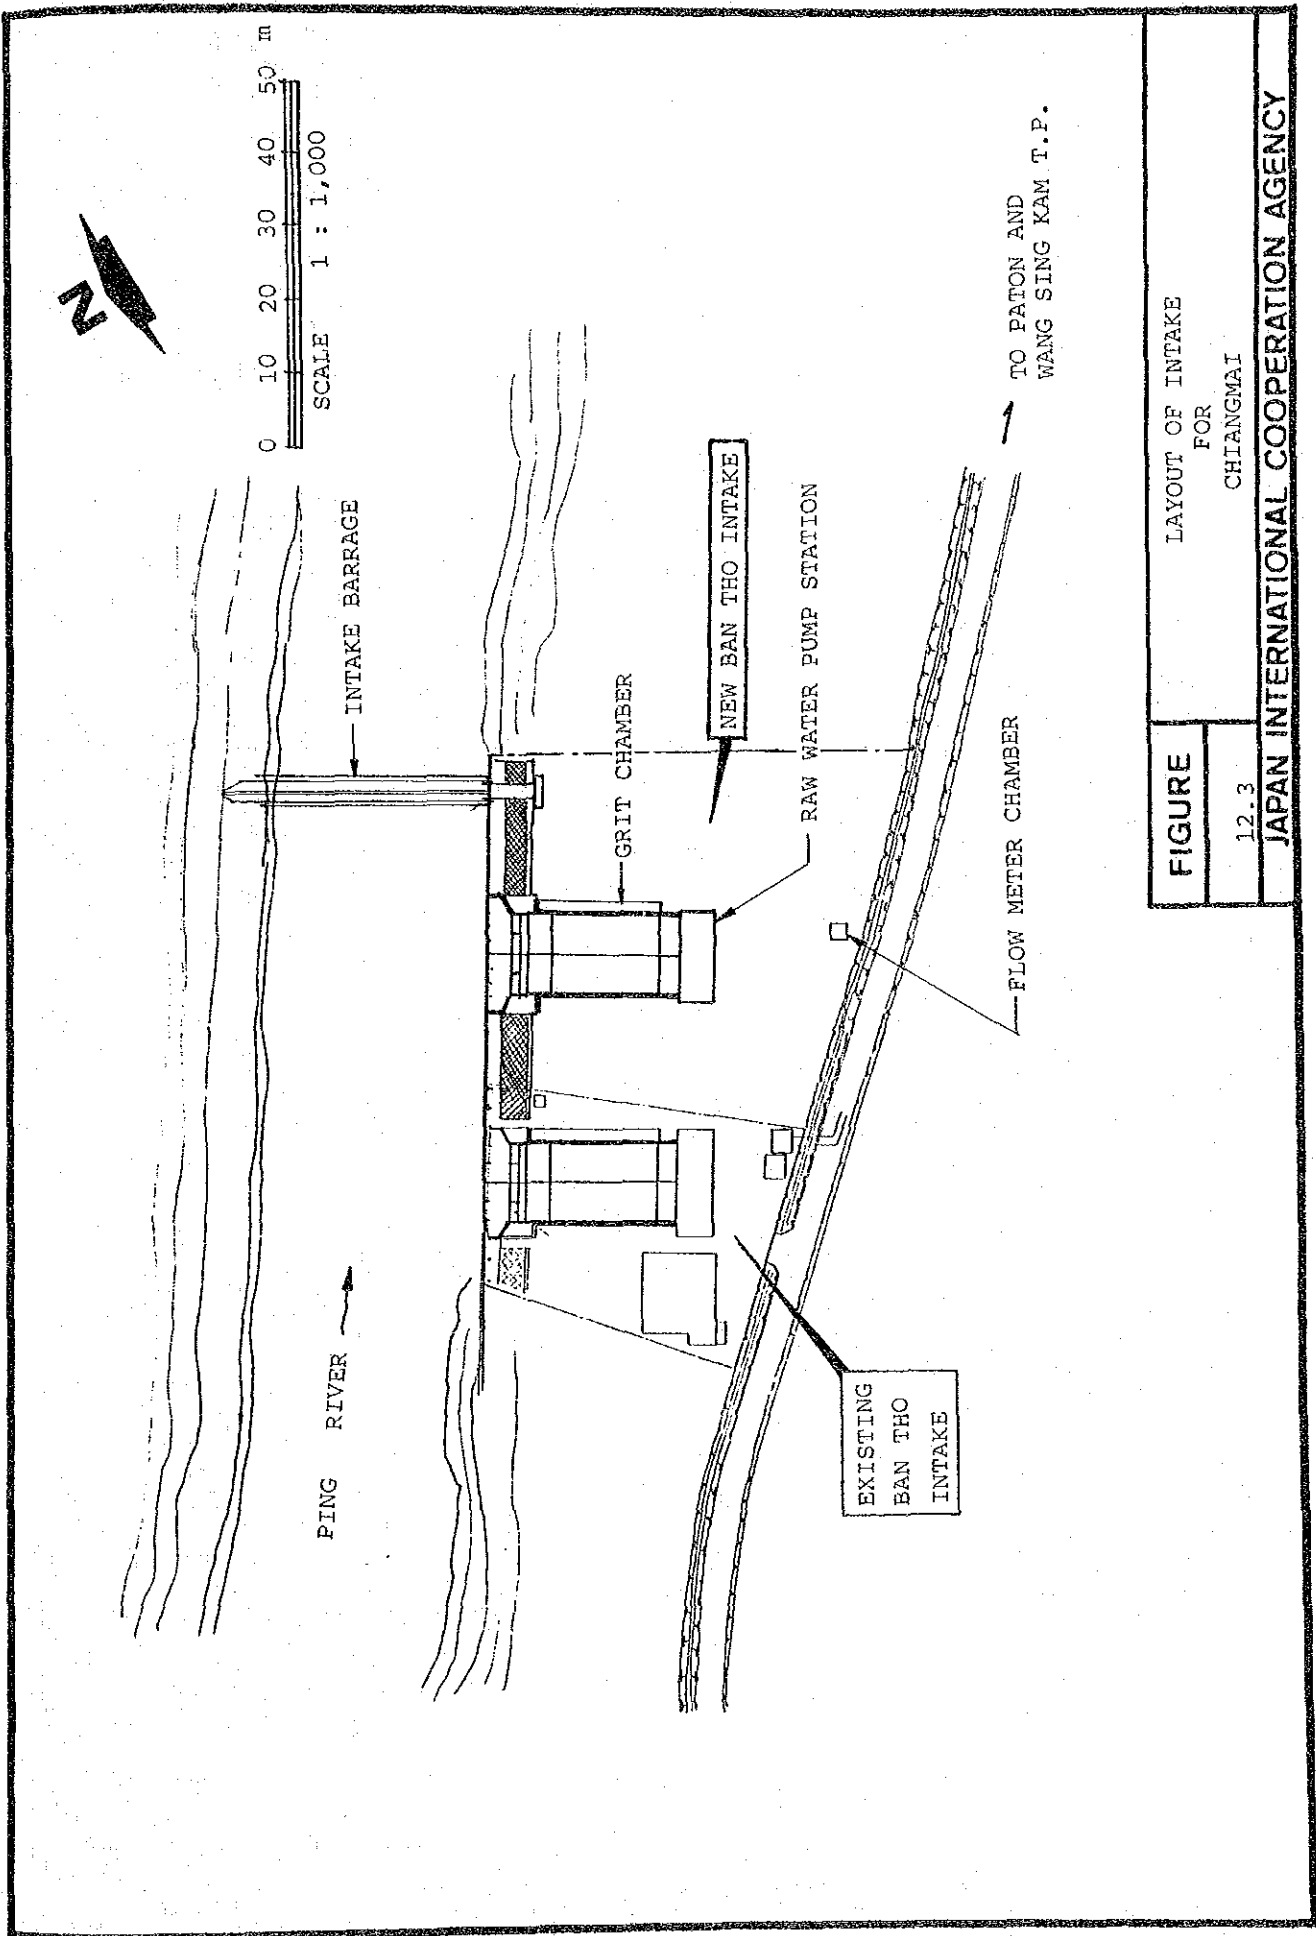 N
0 10 20 30 40 50 m
SCALE 1 : 1,000
INTAKE BARRAGE
PING RIVER
GRIT CHAMBER
NEW BAN THO INTAKE
RAW WATER PUMP STATION
FLOW METER CHAMBER
TO PATON AND
WANG SING KAM T.P.
EXISTING
BAN THO
INTAKE
FIGURE
12.3
LAYOUT OF INTAKE
FOR
CHIANGMAI
JAPAN INTERNATIONAL COOPERATION AGENCY